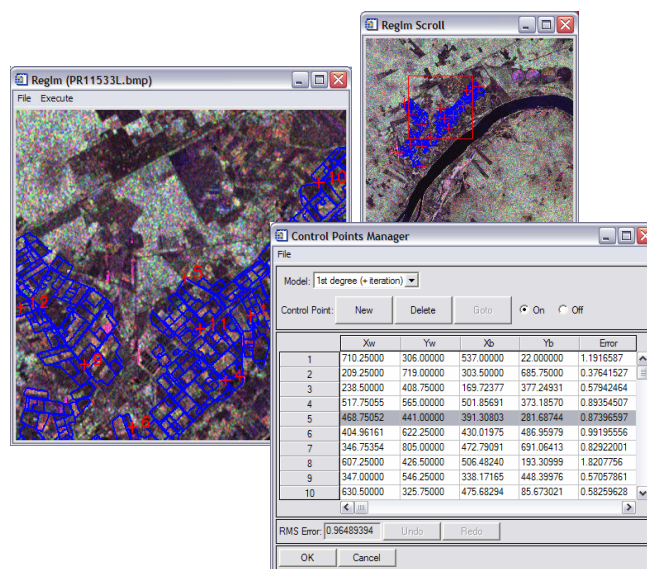 RegIm Scroll
RegIm (PR11533L.bmp)
File Execute
Control Points Manager
File
Model: 1st degree (+ iteration)
Control Point: New Delete Goto On Off
Xw Yw Xb Yb Error
1 710.25000 306.00000 537.00000 22.000000 1.1916587
2 209.25000 719.00000 303.50000 685.75000 0.37641527
3 238.50000 408.75000 169.72377 377.24931 0.57942464
4 517.75055 565.00000 501.85691 373.18570 0.89354507
5 468.75052 441.00000 391.30803 281.68744 0.87396597
6 404.96161 622.25000 430.01975 486.95979 0.99195556
7 346.75354 805.00000 472.79091 691.06413 0.82922001
8 607.25000 426.50000 506.48240 193.30999 1.8207756
9 347.00000 546.25000 338.17165 448.39976 0.57057861
10 630.50000 325.75000 475.68294 85.673021 0.58259628
RMS Error: 0.96489394 Undo Redo
OK Cancel